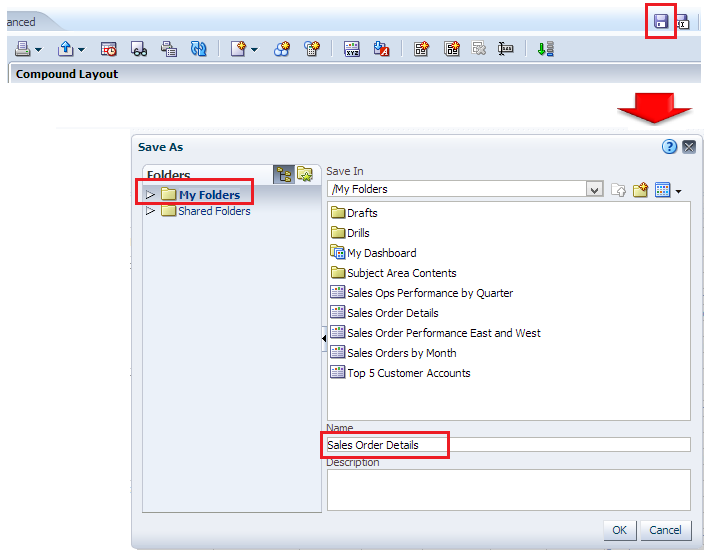 anced
Compound Layout
Save As
Folders
My Folders
Shared Folders
Save In
/My Folders
Drafts
Drills
My Dashboard
Subject Area Contents
Sales Ops Performance by Quarter
Sales Order Details
Sales Order Performance East and West
Sales Orders by Month
Top 5 Customer Accounts
Name
Sales Order Details
Description
OK
Cancel